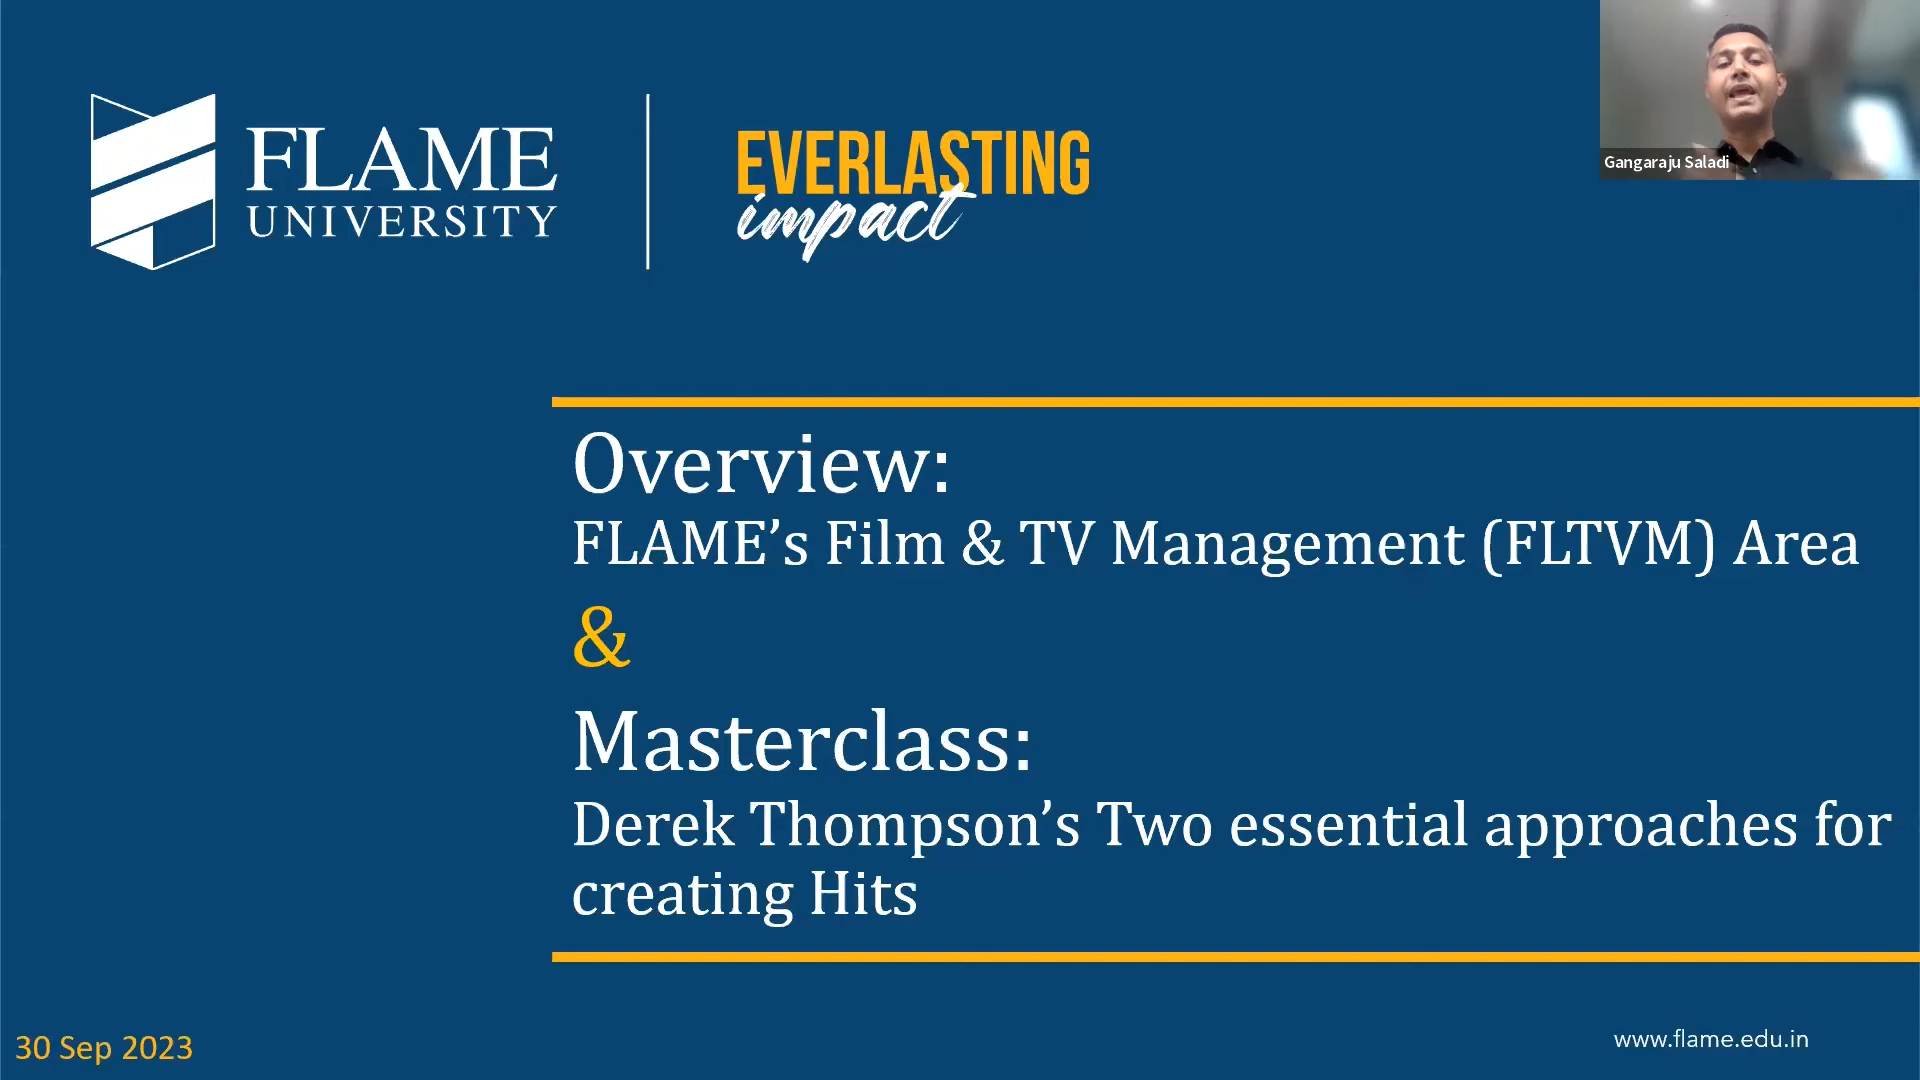 FLAME
UNIVERSITY
EVERLASTING
impact
Gangaraju Saladi
Overview:
FLAME’s Film & TV Management (FLTVM) Area
&
Masterclass:
Derek Thompson’s Two essential approaches for
creating Hits
30 Sep 2023
www.flame.edu.in